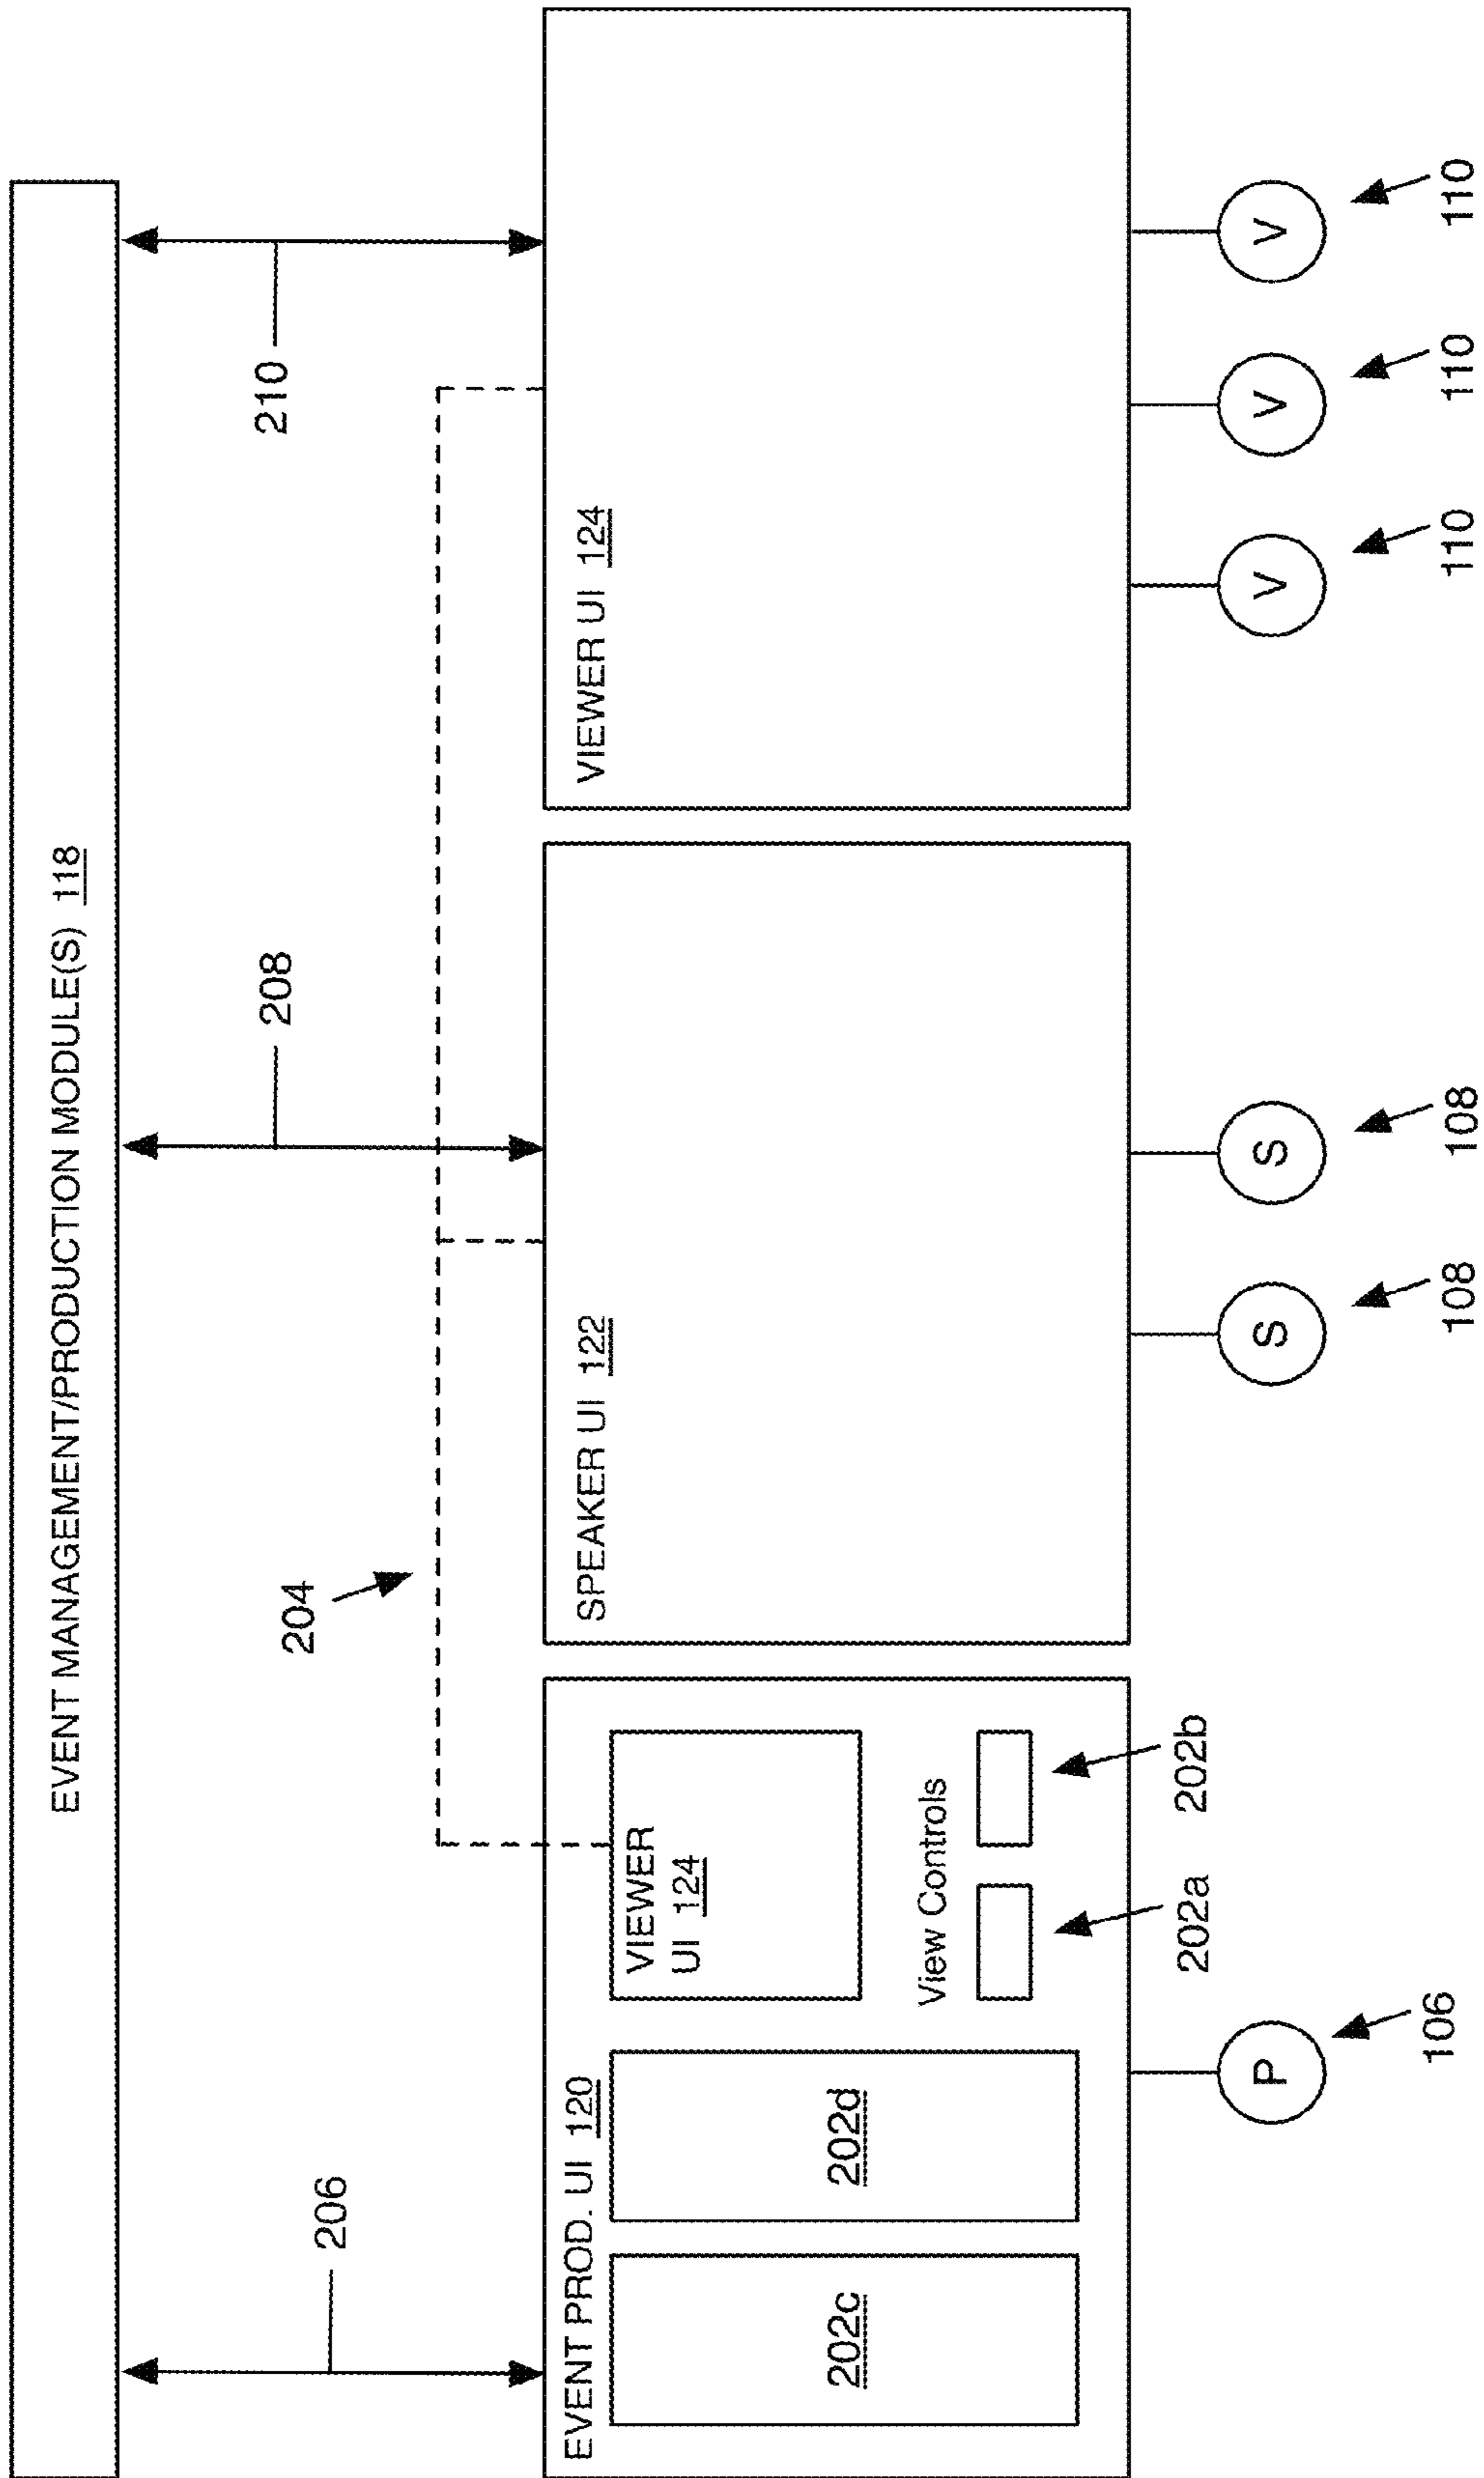 EVENT MANAGEMENT/PRODUCTION MODULE(S) 118
206
204
208
210
EVENT PROD. UI 120
202c
202d
VIEWER
UI 124
View Controls
202a
202b
SPEAKER UI 122
VIEWER UI 124
P
S
S
V
V
V
106
108
108
110
110
110